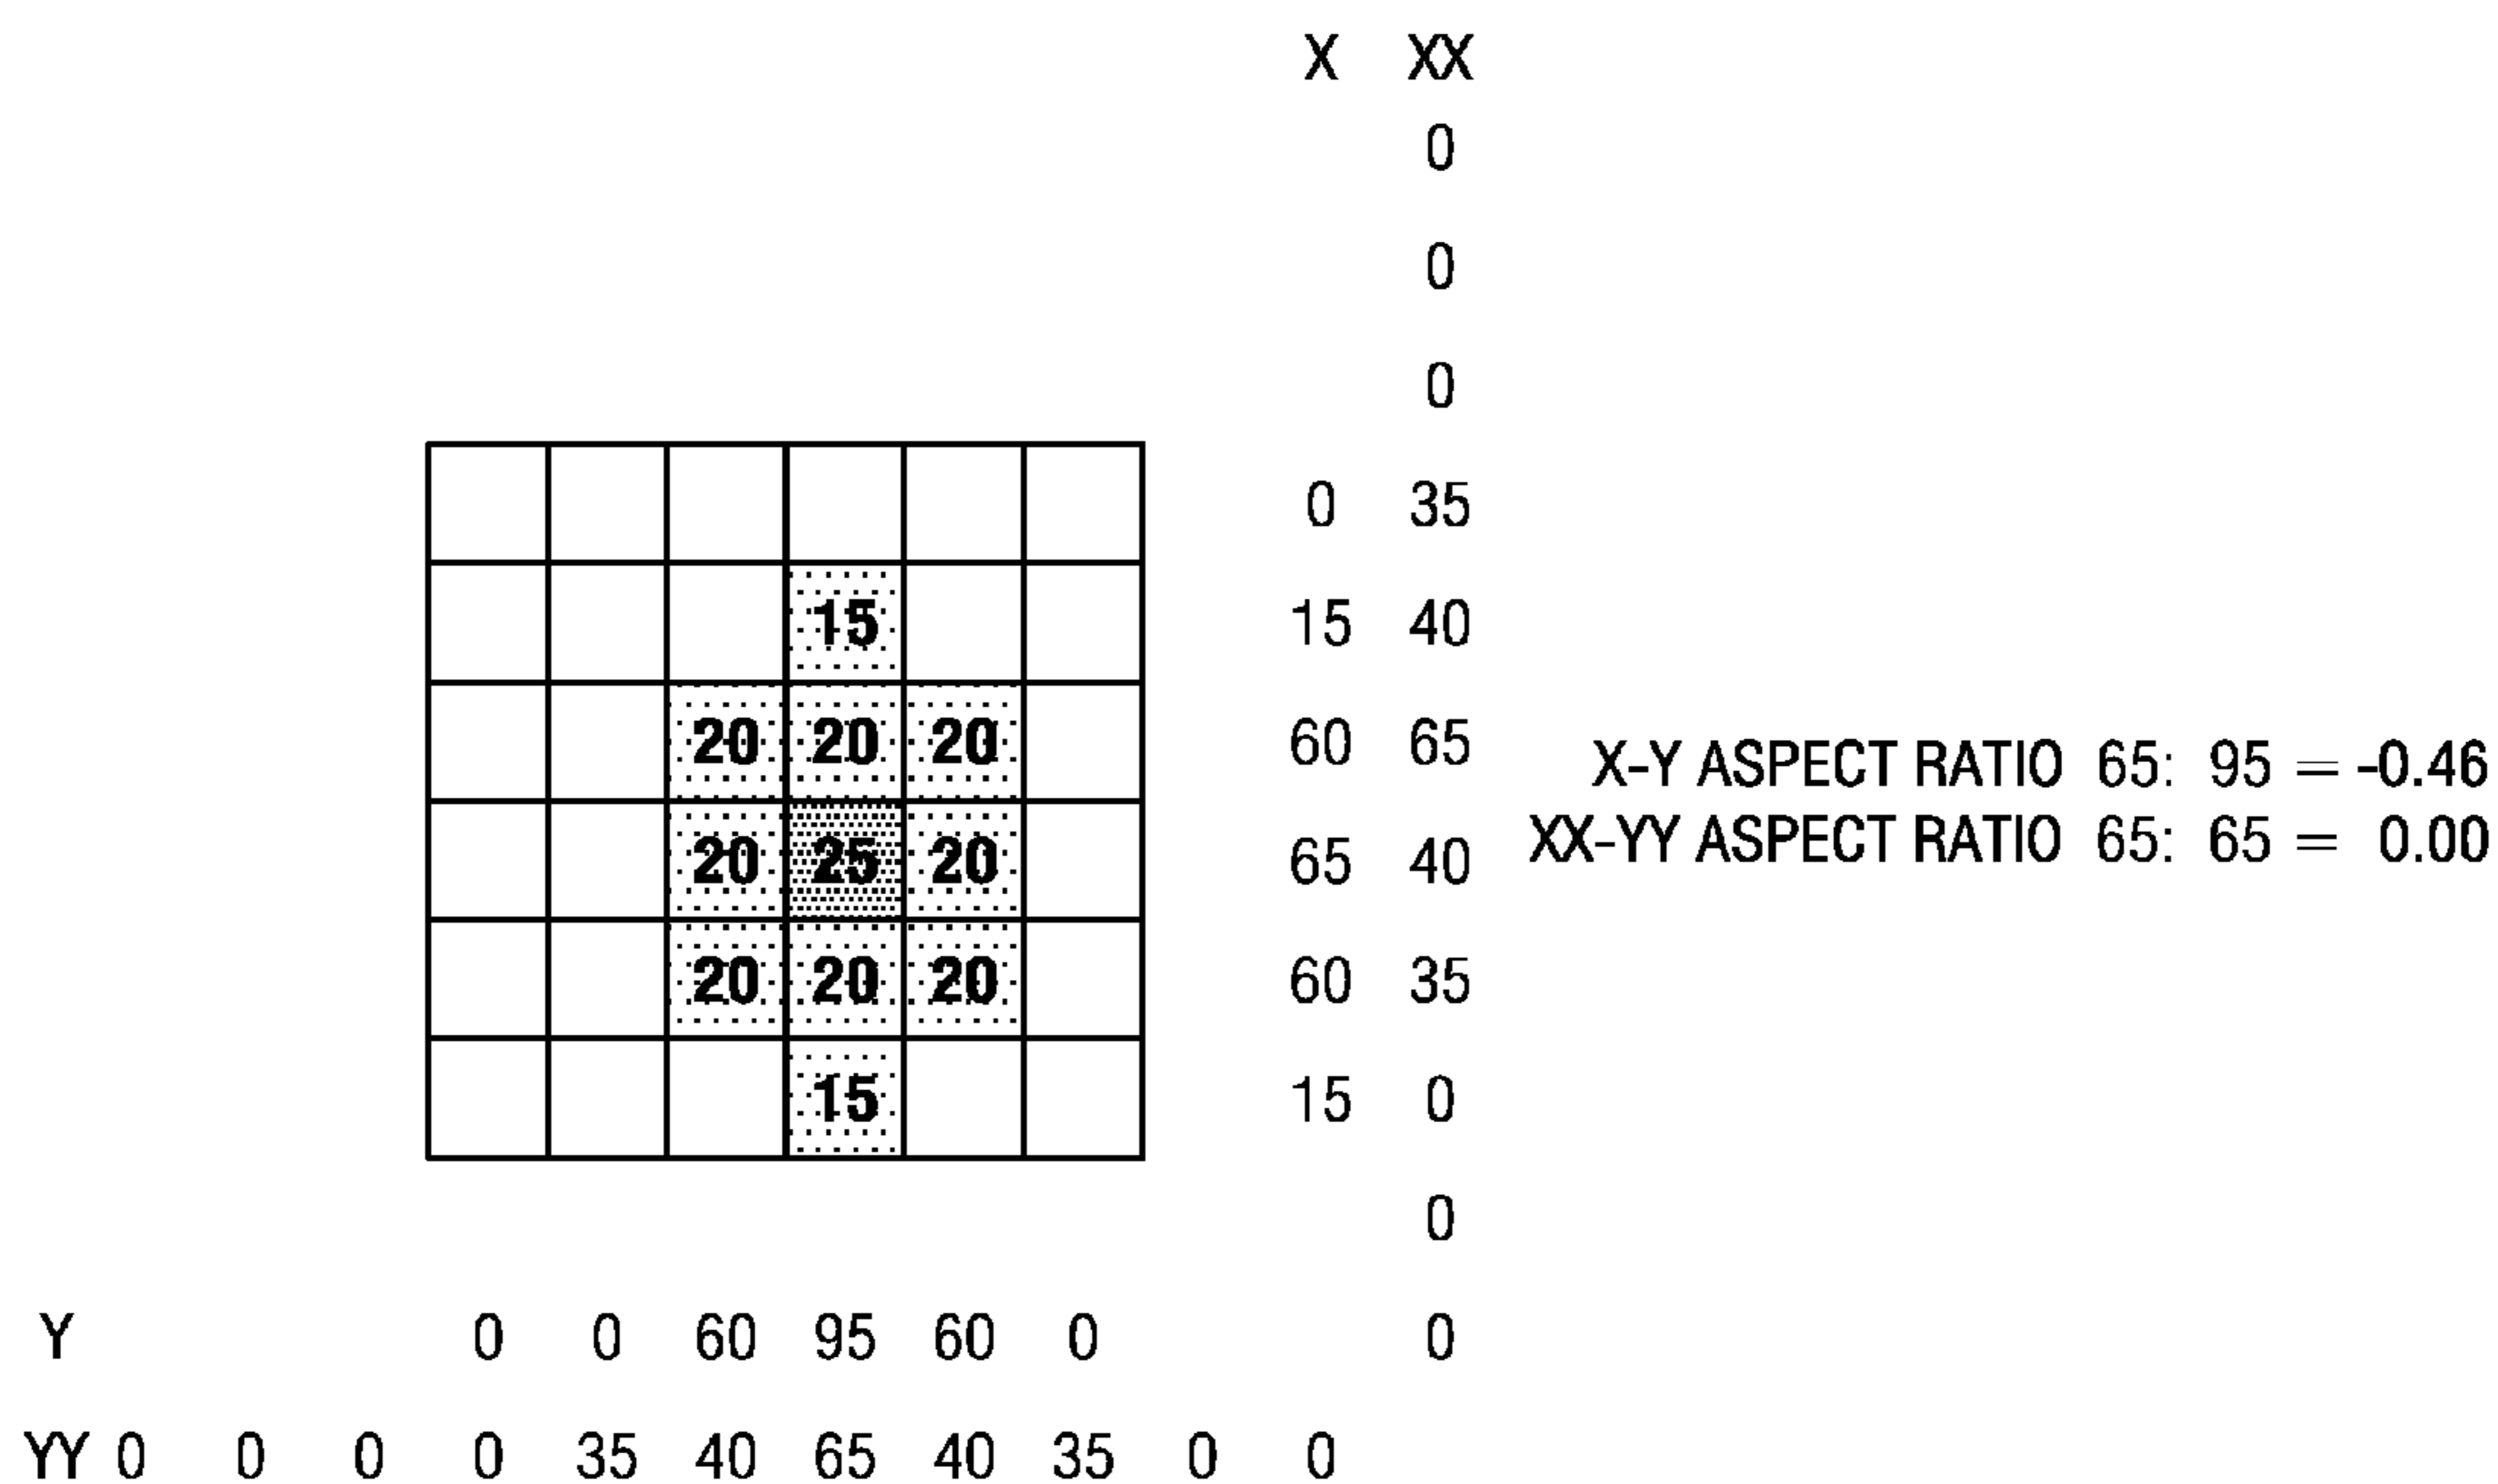 X XX
0
0
0
0 35
15 15 40
20 20 20 60 65
X-Y ASPECT RATIO 65: 95 = -0.46
20 25 20 65 40
XX-YY ASPECT RATIO 65: 65 = 0.00
20 20 20 60 35
15 15 0
0
Y 0 0 60 95 60 0 0
YY 0 0 0 0 35 40 65 40 35 0 0